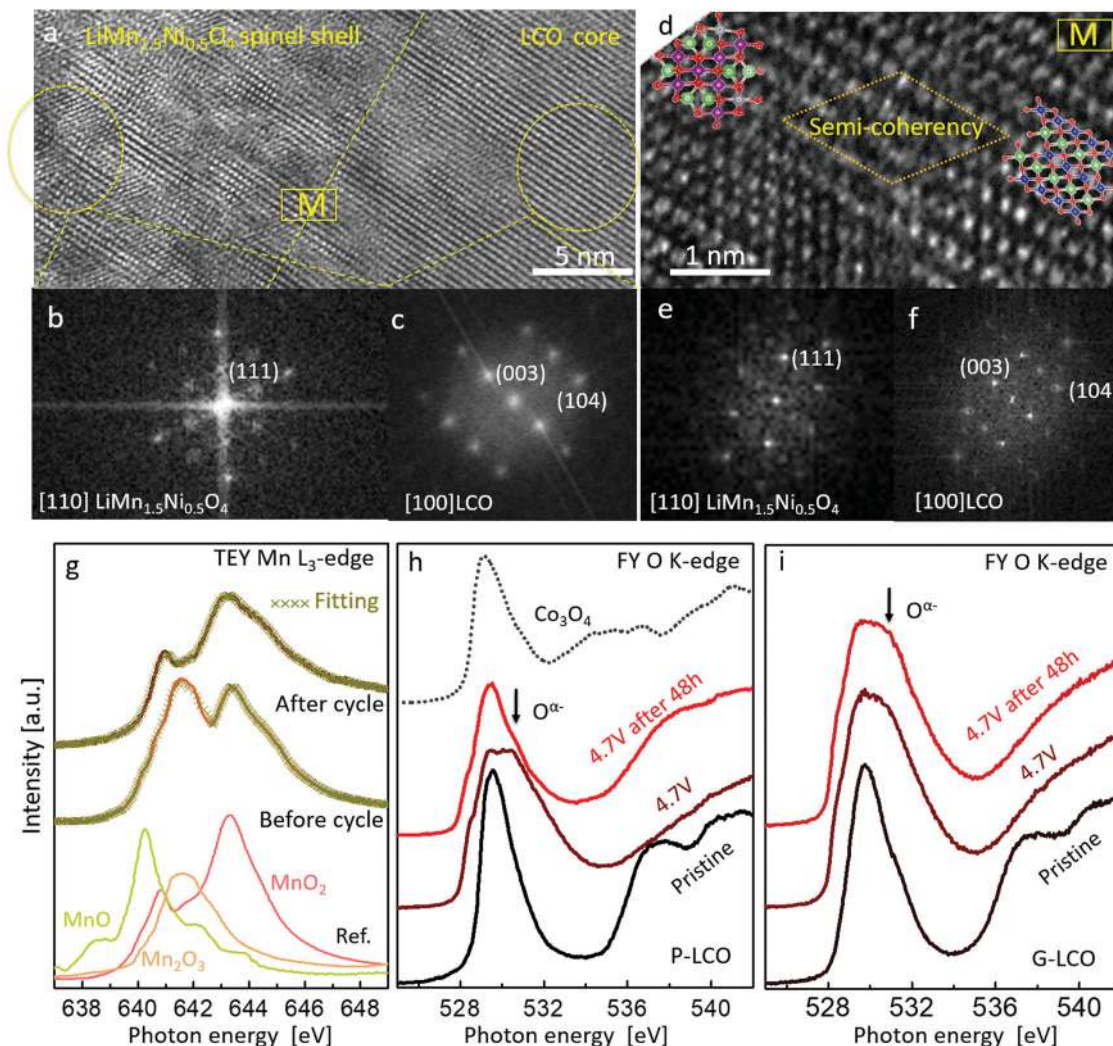 a
LiMn₁.₅Ni₀.₅O₄ spinel shell
LCO core
M
5 nm
d
M
Semi-coherency
1 nm
b
(111)
[110] LiMn₁.₅Ni₀.₅O₄
c
(003)
(104)
[100]LCO
e
(111)
[110] LiMn₁.₅Ni₀.₅O₄
f
(003)
(104
[100]LCO
g
TEY Mn L₃-edge
×××× Fitting
After cycle
Before cycle
MnO
MnO₂
Mn₂O₃
Ref.
Intensity [a.u.]
638 640 642 644 646 648
Photon energy [eV]
h
FY O K-edge
Co₃O₄
Oᵅ⁻
4.7V after 48h
4.7V
Pristine
P-LCO
528 532 536 540
Photon energy [eV]
i
FY O K-edge
Oᵅ⁻
4.7V after 48h
4.7V
Pristine
G-LCO
528 532 536 540
Photon energy [eV]